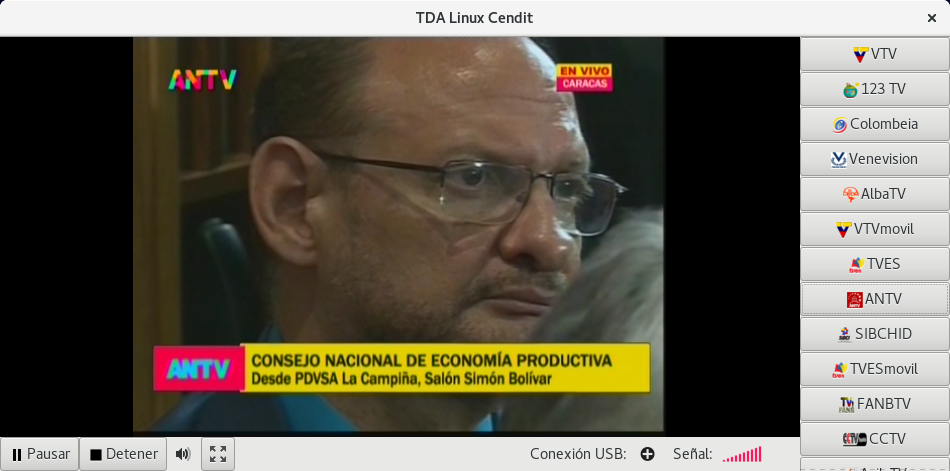 TDA Linux Cendit
ANTV
EN VIVO
CARACAS
ANTV
CONSEJO NACIONAL DE ECONOMÍA PRODUCTIVA
Desde PDVSA La Campiña, Salón Simón Bolívar
VTV
123 TV
Colombeia
Venevision
AlbaTV
VTVmovil
TVES
ANTV
SIBCHID
TVESmovil
FANBTV
CCTV
Pausar
Detener
Conexión USB:
Señal: